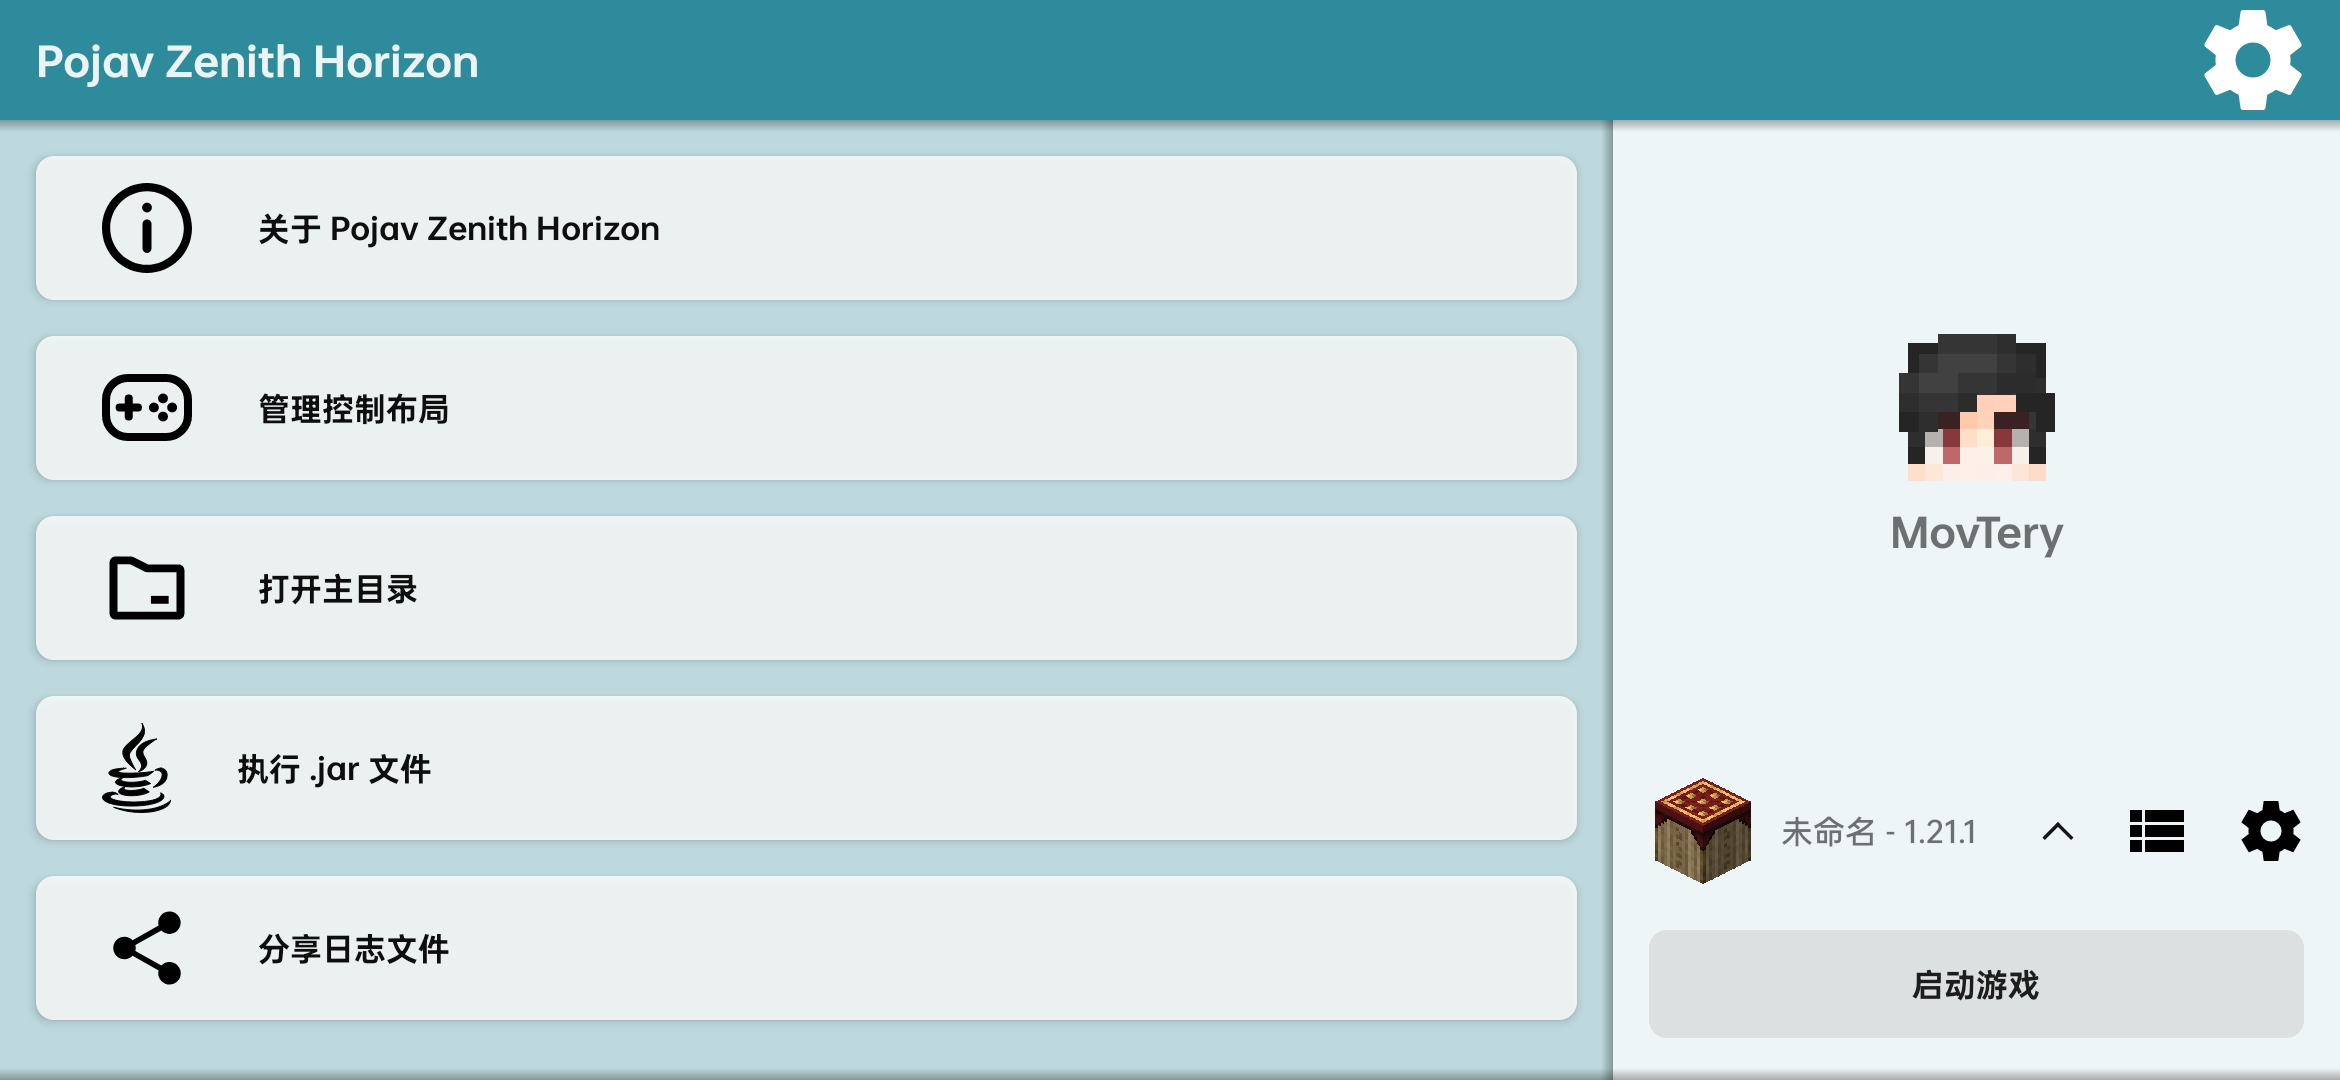 Pojav Zenith Horizon
关于 Pojav Zenith Horizon
管理控制布局
打开主目录
执行 .jar 文件
分享日志文件
MovTery
未命名 - 1.21.1
启动游戏